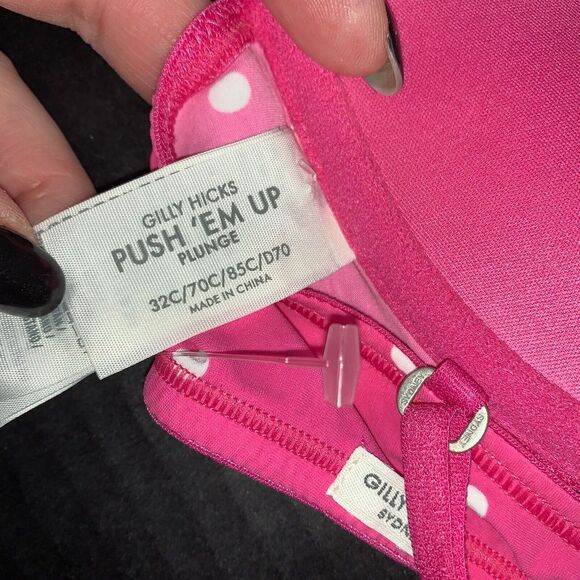 GILLY HICKS
PUSH 'EM UP
PLUNGE
32C/70C/85C/D70
MADE IN CHINA
SYDNEY
GILLY